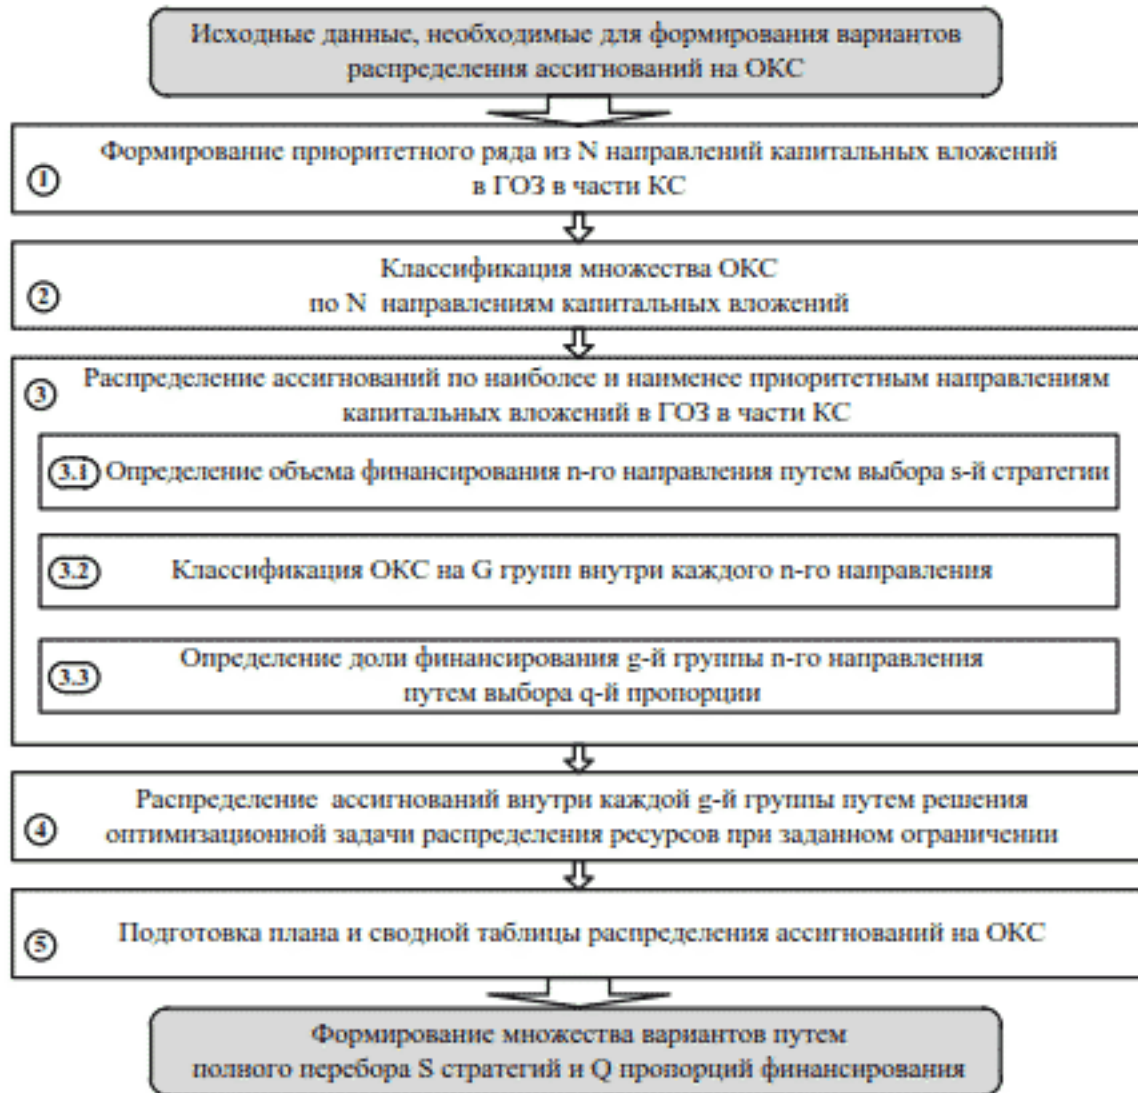 Исходные данные, необходимые для формирования вариантов
распределения ассигнований на ОКС
Формирование приоритетного ряда из N направлений капитальных вложений
1
в ГОЗ в части КС
Классификация множества ОКС
2
по N направлениям капитальных вложений
Распределение ассигнований по наиболее и наименее приоритетным направлениям
3
капитальных вложений в ГОЗ в части КС
3.1 Определение объема финансирования n-го направления путем выбора s-й стратегии
3.2 Классификация ОКС на G групп внутри каждого n-го направления
Определение доли финансирования g-й группы n-го направления
3.3
путем выбора q-й пропорции
Распределение ассигнований внутри каждой g-й группы путем решения
4
оптимизационной задачи распределения ресурсов при заданном ограничении
5 Подготовка плана и сводной таблицы распределения ассигнований на ОКС
Формирование множества вариантов путем
полного перебора S стратегий и Q пропорций финансирования